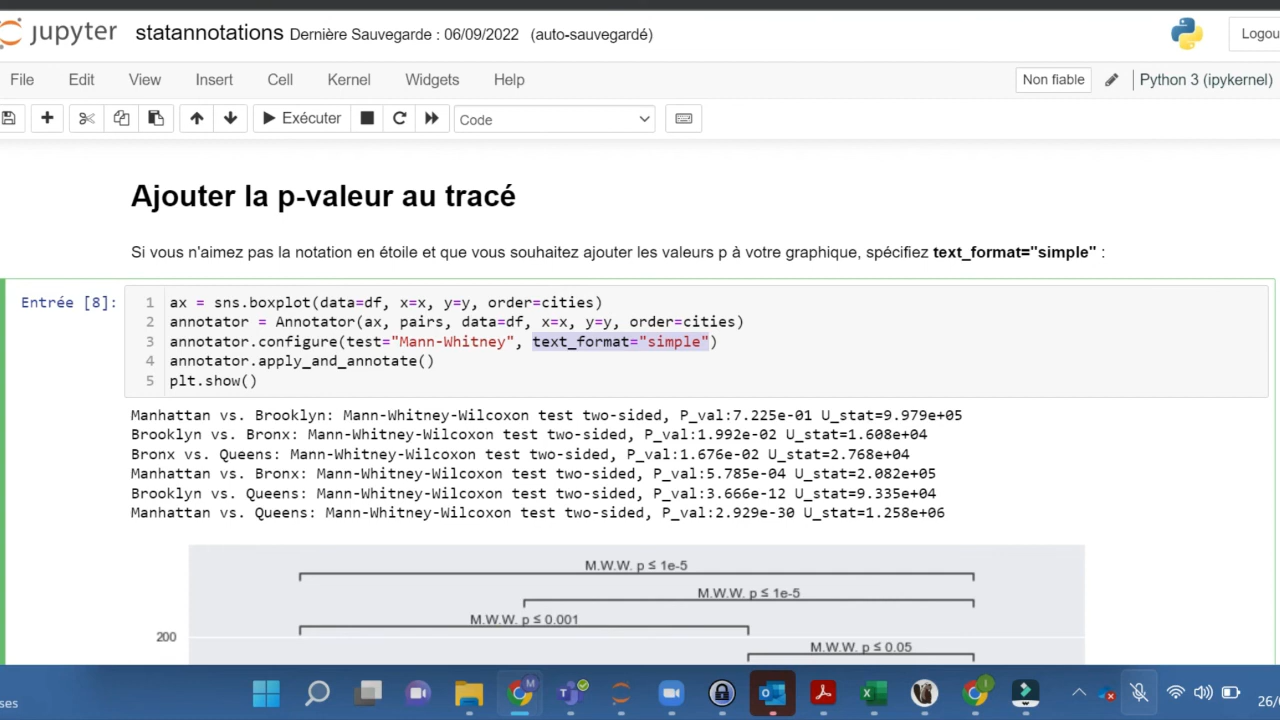 jupyter statannotations Dernière Sauvegarde : 06/09/2022 (auto-sauvegardé)
File Edit View Insert Cell Kernel Widgets Help Non fiable Python 3 (ipykernel)
Exécuter Code
Ajouter la p-valeur au tracé
Si vous n'aimez pas la notation en étoile et que vous souhaitez ajouter les valeurs p à votre graphique, spécifiez text_format="simple" :
Entrée [8]:
1 ax = sns.boxplot(data=df, x=x, y=y, order=cities)
2 annotator = Annotator(ax, pairs, data=df, x=x, y=y, order=cities)
3 annotator.configure(test="Mann-Whitney", text_format="simple")
4 annotator.apply_and_annotate()
5 plt.show()
Manhattan vs. Brooklyn: Mann-Whitney-Wilcoxon test two-sided, P_val:7.225e-01 U_stat=9.979e+05
Brooklyn vs. Bronx: Mann-Whitney-Wilcoxon test two-sided, P_val:1.992e-02 U_stat=1.608e+04
Bronx vs. Queens: Mann-Whitney-Wilcoxon test two-sided, P_val:1.676e-02 U_stat=2.768e+04
Manhattan vs. Bronx: Mann-Whitney-Wilcoxon test two-sided, P_val:5.785e-04 U_stat=2.082e+05
Brooklyn vs. Queens: Mann-Whitney-Wilcoxon test two-sided, P_val:3.666e-12 U_stat=9.335e+04
Manhattan vs. Queens: Mann-Whitney-Wilcoxon test two-sided, P_val:2.929e-30 U_stat=1.258e+06
M.W.W. p ≤ 1e-5
M.W.W. p ≤ 1e-5
M.W.W. p ≤ 0.001
200
M.W.W. p ≤ 0.05